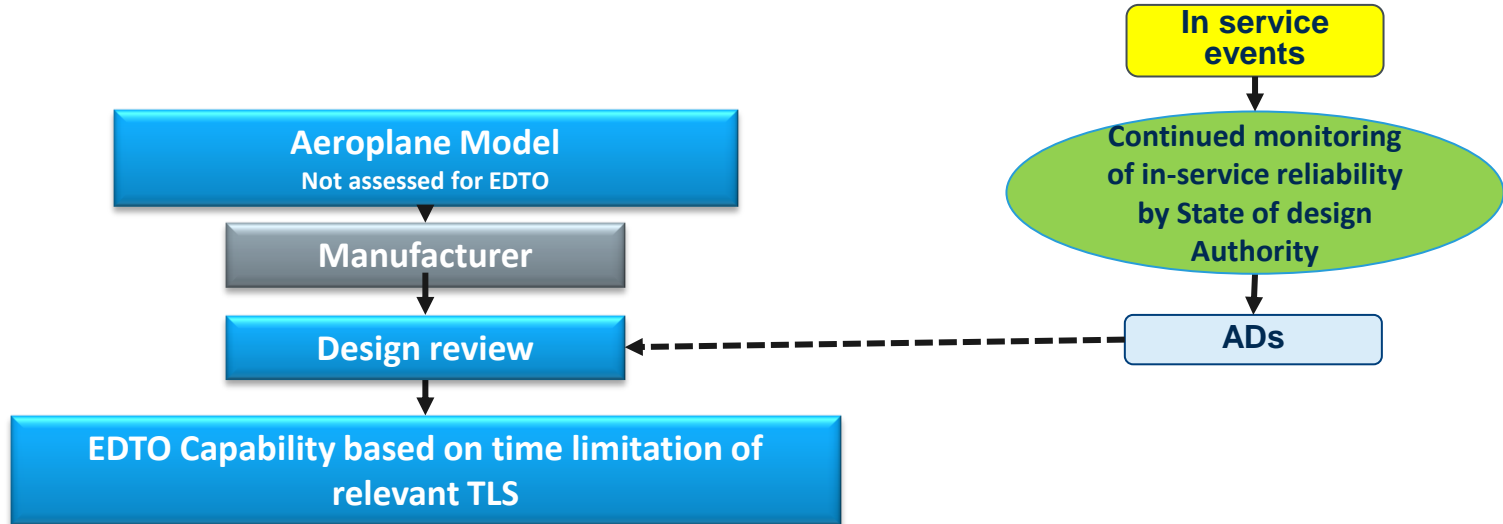 In service
events
Aeroplane Model
Not assessed for EDTO
Continued monitoring
of in-service reliability
by State of design
Authority
Manufacturer
Design review
ADs
EDTO Capability based on time limitation of
relevant TLS